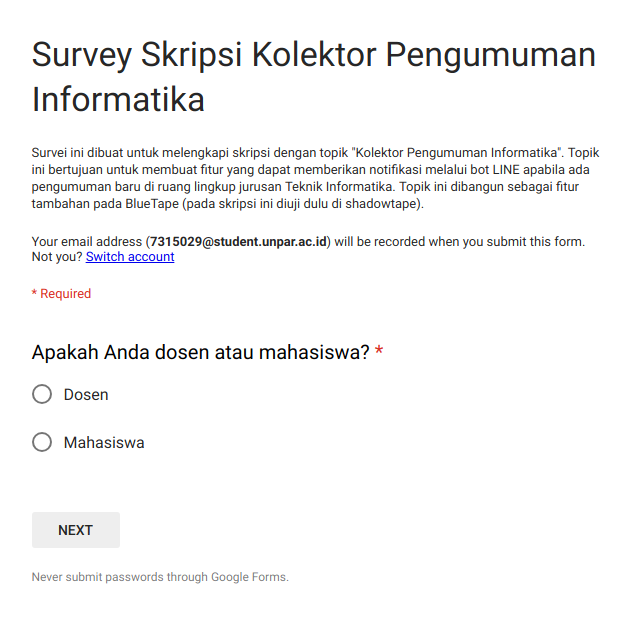 Survey Skripsi Kolektor Pengumuman
Informatika
Survei ini dibuat untuk melengkapi skripsi dengan topik "Kolektor Pengumuman Informatika". Topik
ini bertujuan untuk membuat fitur yang dapat memberikan notifikasi melalui bot LINE apabila ada
pengumuman baru di ruang lingkup jurusan Teknik Informatika. Topik ini dibangun sebagai fitur
tambahan pada BlueTape (pada skripsi ini diuji dulu di shadowtape).
Your email address (7315029@student.unpar.ac.id) will be recorded when you submit this form.
Not you? Switch account
* Required
Apakah Anda dosen atau mahasiswa? *
Dosen
Mahasiswa
NEXT
Never submit passwords through Google Forms.